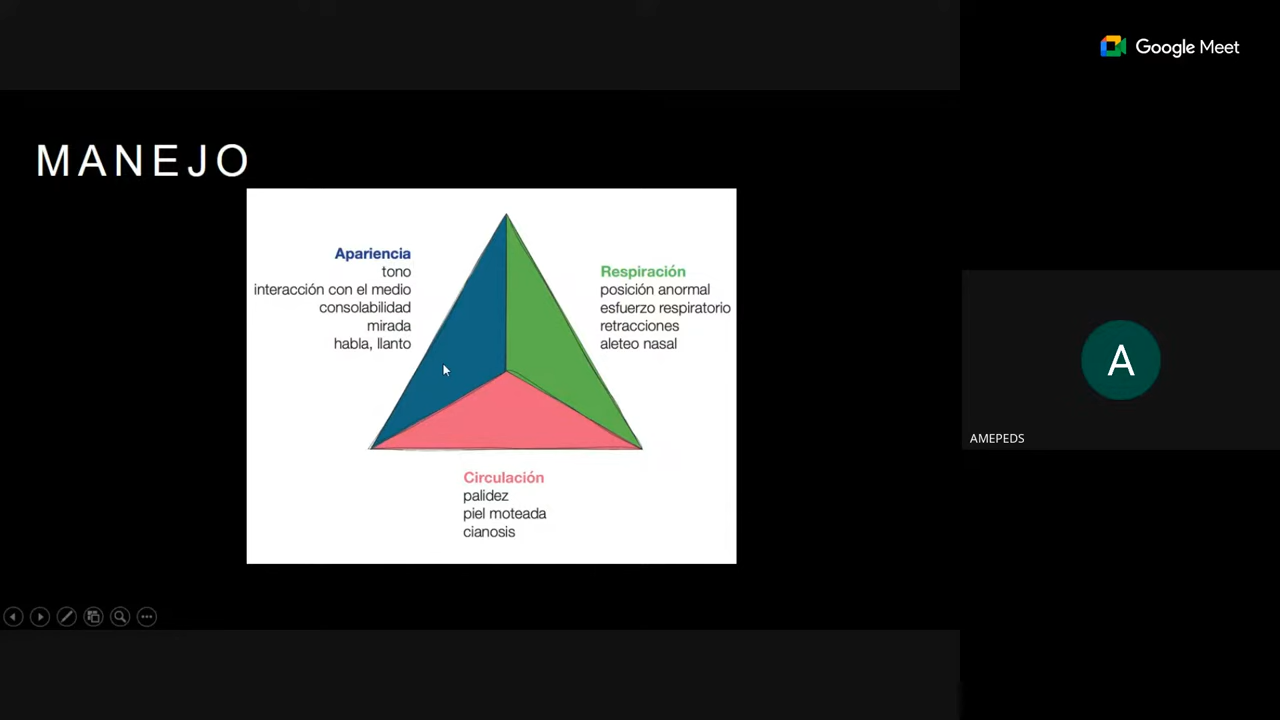 Google Meet
MANEJO
Apariencia
tono
interacción con el medio
consolabilidad
mirada
habla, llanto
Respiración
posición anormal
esfuerzo respiratorio
retracciones
aleteo nasal
Circulación
palidez
piel moteada
cianosis
A
AMEPEDS